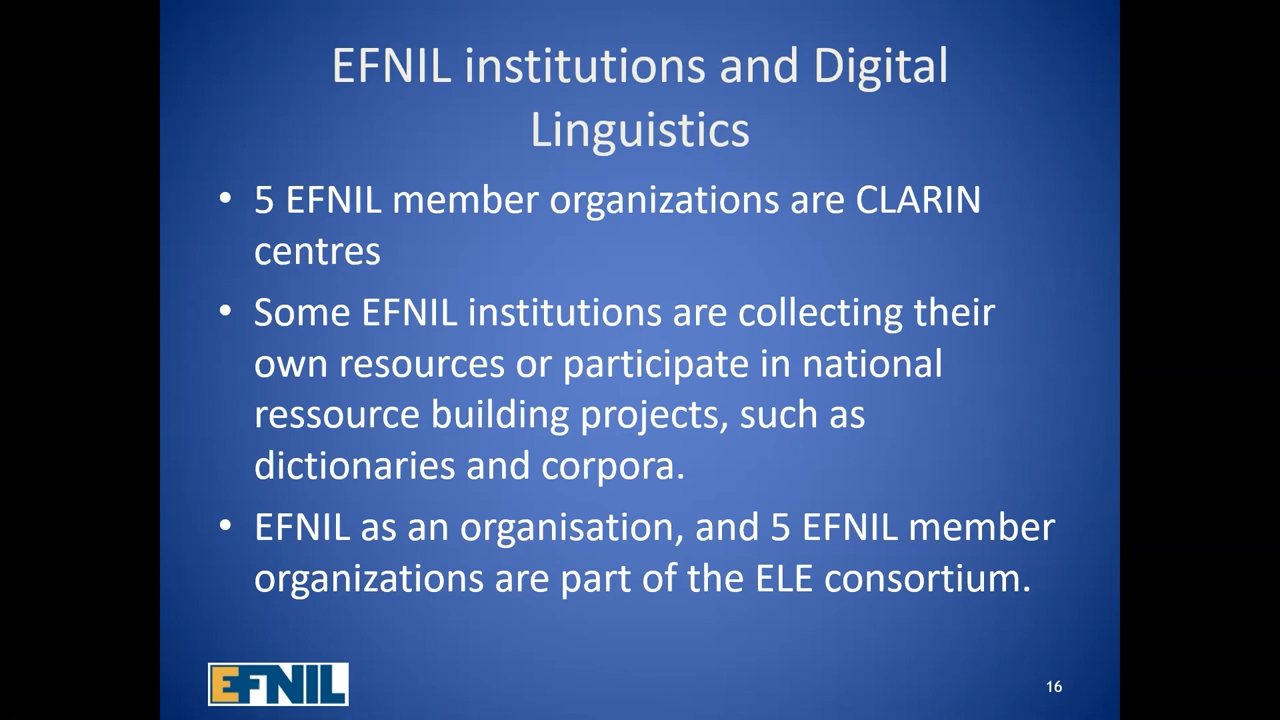 EFNIL institutions and Digital
Linguistics
• 5 EFNIL member organizations are CLARIN
centres
• Some EFNIL institutions are collecting their
own resources or participate in national
ressource building projects, such as
dictionaries and corpora.
• EFNIL as an organisation, and 5 EFNIL member
organizations are part of the ELE consortium.
EFNIL
16